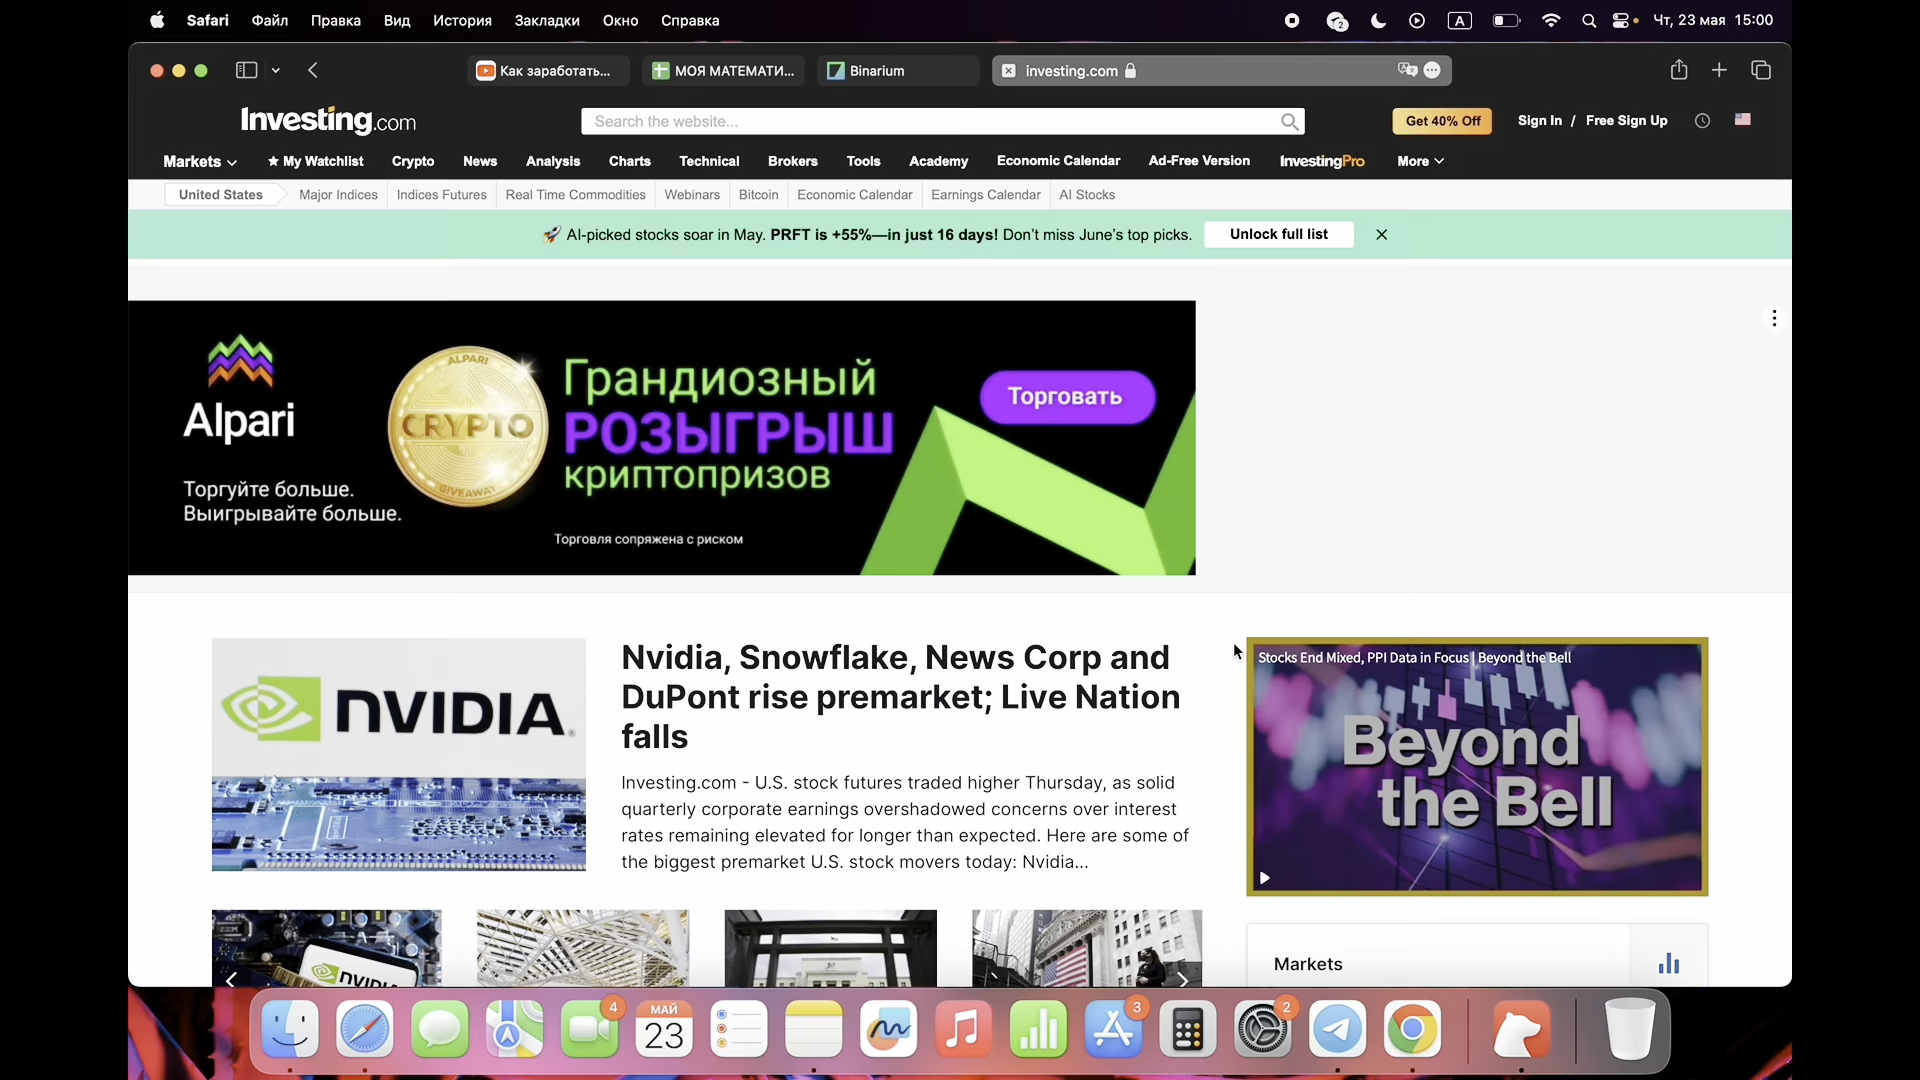 Safari Файл Правка Вид История Закладки Окно Справка
2 A Чт, 23 мая 15:00
Как заработать... МОЯ МАТЕМАТИ... Binarium investing.com
Investing.com Search the website... Get 40% Off Sign In / Free Sign Up
Markets My Watchlist Crypto News Analysis Charts Technical Brokers Tools Academy Economic Calendar Ad-Free Version InvestingPro More
United States Major Indices Indices Futures Real Time Commodities Webinars Bitcoin Economic Calendar Earnings Calendar AI Stocks
AI-picked stocks soar in May. PRFT is +55%—in just 16 days! Don't miss June's top picks. Unlock full list
Alpari
Торгуйте больше.
Выигрывайте больше.
ALPARI
CRYPTO
GIVEAWAY
Грандиозный
РОЗЫГРЫШ
криптопризов
Торговля сопряжена с риском
Торговать
NVIDIA
Nvidia, Snowflake, News Corp and
DuPont rise premarket; Live Nation
falls
Investing.com - U.S. stock futures traded higher Thursday, as solid
quarterly corporate earnings overshadowed concerns over interest
rates remaining elevated for longer than expected. Here are some of
the biggest premarket U.S. stock movers today: Nvidia...
Stocks End Mixed, PPI Data in Focus | Beyond the Bell
Beyond
the Bell
Markets
4 МАЙ 3 2
23